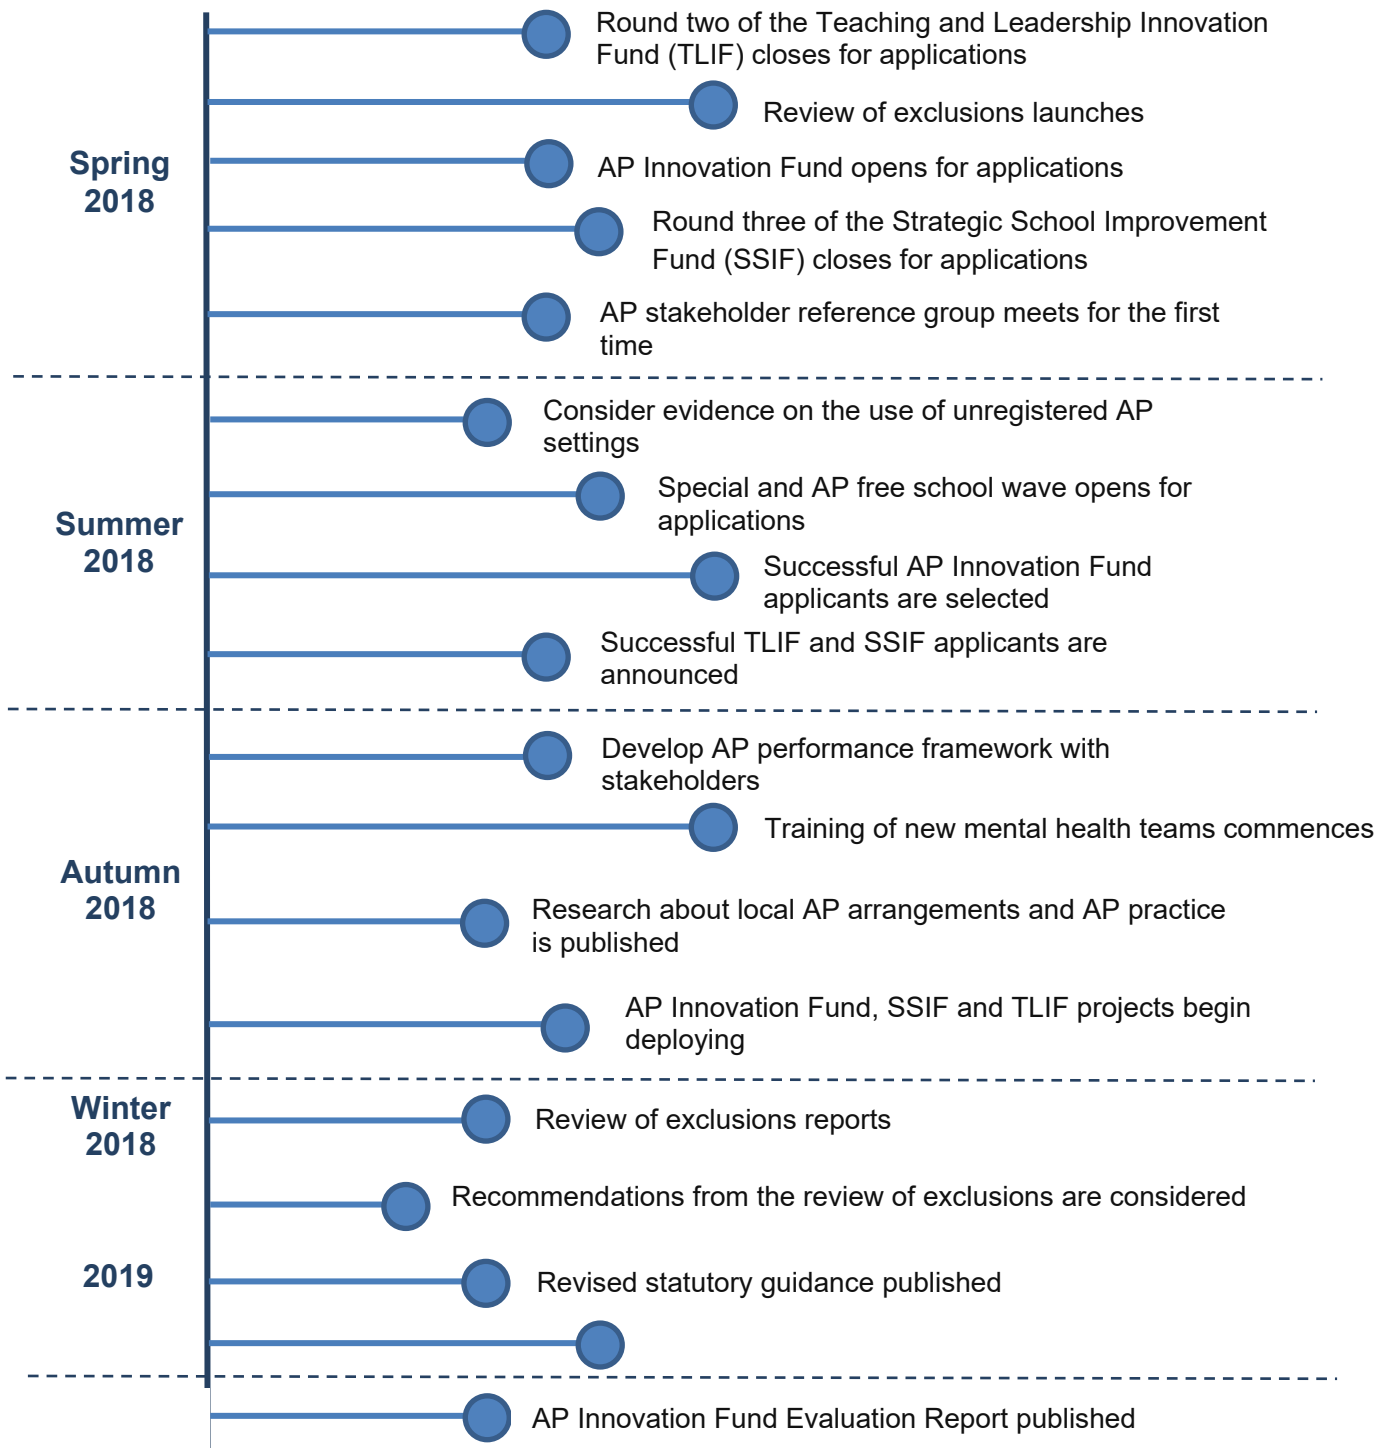 Round two of the Teaching and Leadership Innovation
Fund (TLIF) closes for applications
Review of exclusions launches
Spring
2018
AP Innovation Fund opens for applications
Round three of the Strategic School Improvement
Fund (SSIF) closes for applications
AP stakeholder reference group meets for the first
time
Consider evidence on the use of unregistered AP
settings
Summer
2018
Special and AP free school wave opens for
applications
Successful AP Innovation Fund
applicants are selected
Successful TLIF and SSIF applicants are
announced
Develop AP performance framework with
stakeholders
Training of new mental health teams commences
Autumn
2018
Research about local AP arrangements and AP practice
is published
AP Innovation Fund, SSIF and TLIF projects begin
deploying
Winter
2018
Review of exclusions reports
Recommendations from the review of exclusions are considered
2019
Revised statutory guidance published
AP Innovation Fund Evaluation Report published